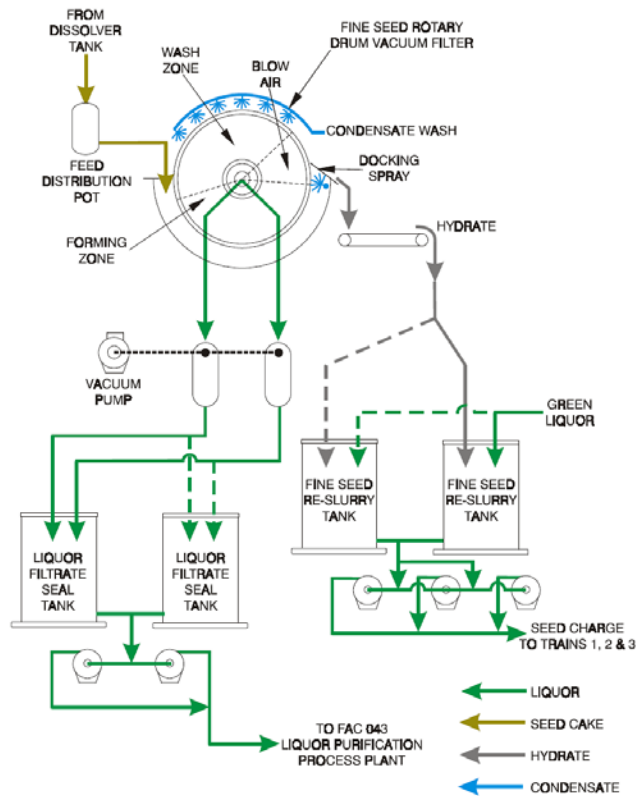 FROM
DISSOLVER
TANK
WASH
ZONE
BLOW
AIR
FINE SEED ROTARY
DRUM VACUUM FILTER
CONDENSATE WASH
FEED
DISTRIBUTION
POT
DOCKING
SPRAY
FORMING
ZONE
HYDRATE
VACUUM
PUMP
GREEN
LIQUOR
FINE SEED
RE-SLURRY
TANK
FINE SEED
RE-SLURRY
TANK
LIQUOR
FILTRATE
SEAL
TANK
LIQUOR
FILTRATE
SEAL
TANK
SEED CHARGE
TO TRAINS 1, 2 & 3
TO FAC 043
LIQUOR PURIFICATION
PROCESS PLANT
LIQUOR
SEED CAKE
HYDRATE
CONDENSATE